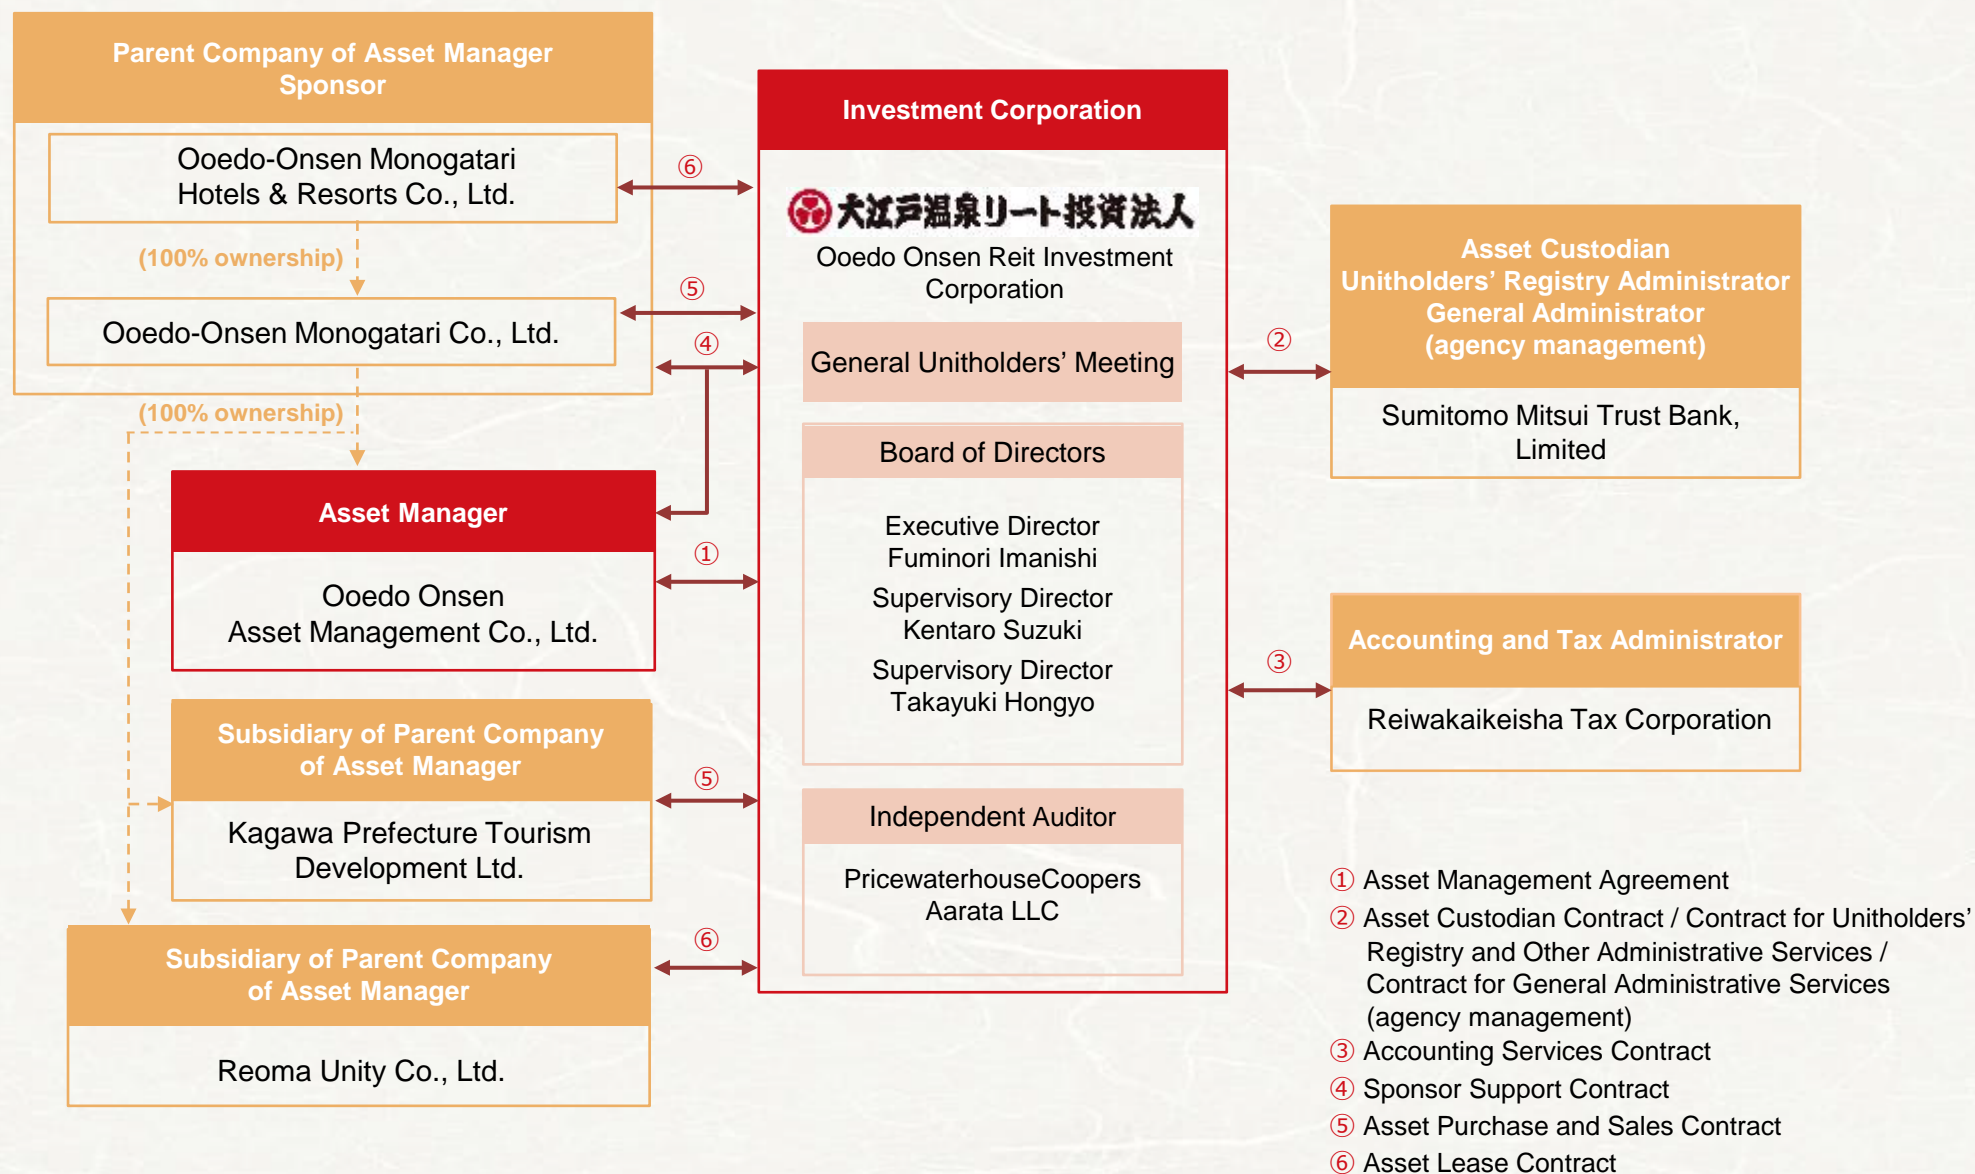 Parent Company of Asset Manager
Sponsor
Ooedo-Onsen Monogatari
Hotels & Resorts Co., Ltd.
(100% ownership)
Ooedo-Onsen Monogatari Co., Ltd.
(100% ownership)
Asset Manager
Ooedo Onsen
Asset Management Co., Ltd.
Subsidiary of Parent Company
of Asset Manager
Kagawa Prefecture Tourism
Development Ltd.
Subsidiary of Parent Company
of Asset Manager
Reoma Unity Co., Ltd.
⑥
⑤
④
①
⑤
⑥
Investment Corporation
大江戸温泉リート投資法人
Ooedo Onsen Reit Investment
Corporation
General Unitholders’ Meeting
Board of Directors
Executive Director
Fuminori Imanishi
Supervisory Director
Kentaro Suzuki
Supervisory Director
Takayuki Hongyo
Independent Auditor
PricewaterhouseCoopers
Aarata LLC
②
③
Asset Custodian
Unitholders’ Registry Administrator
General Administrator
(agency management)
Sumitomo Mitsui Trust Bank,
Limited
Accounting and Tax Administrator
Reiwakaikeisha Tax Corporation
① Asset Management Agreement
② Asset Custodian Contract / Contract for Unitholders’
Registry and Other Administrative Services /
Contract for General Administrative Services
(agency management)
③ Accounting Services Contract
④ Sponsor Support Contract
⑤ Asset Purchase and Sales Contract
⑥ Asset Lease Contract